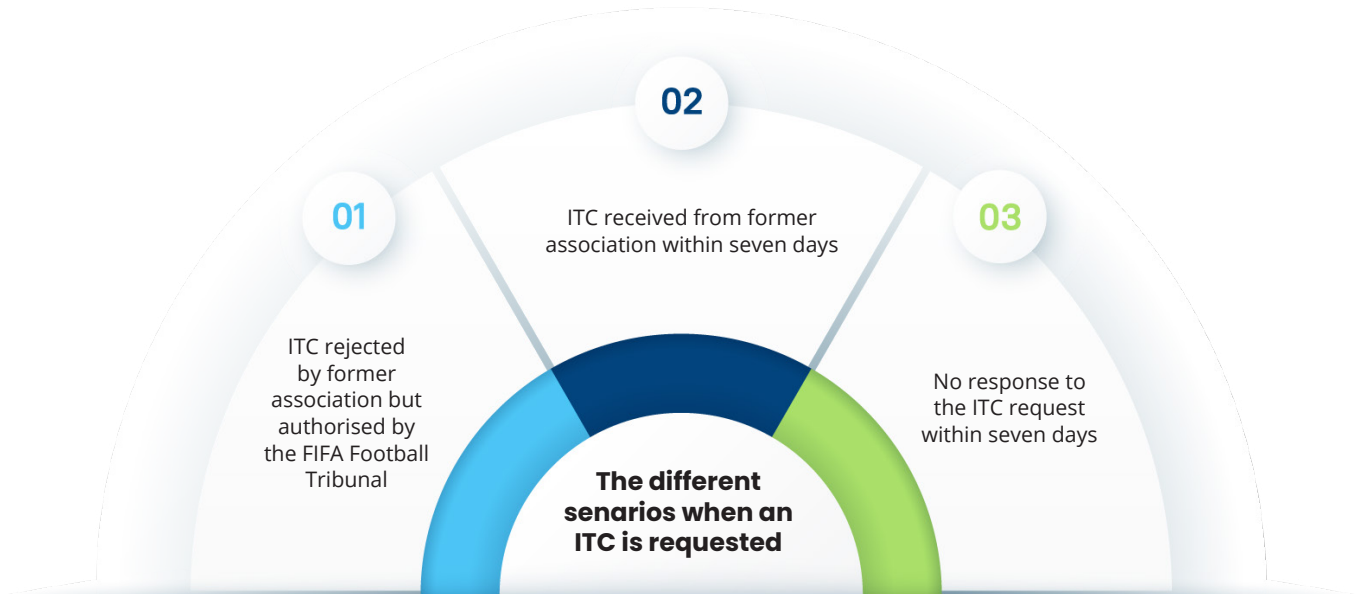 01
ITC rejected
by former
association but
authorised by
the FIFA Football
Tribunal
02
ITC received from former
association within seven days
03
No response to
the ITC request
within seven days
The different
senarios when an
ITC is requested